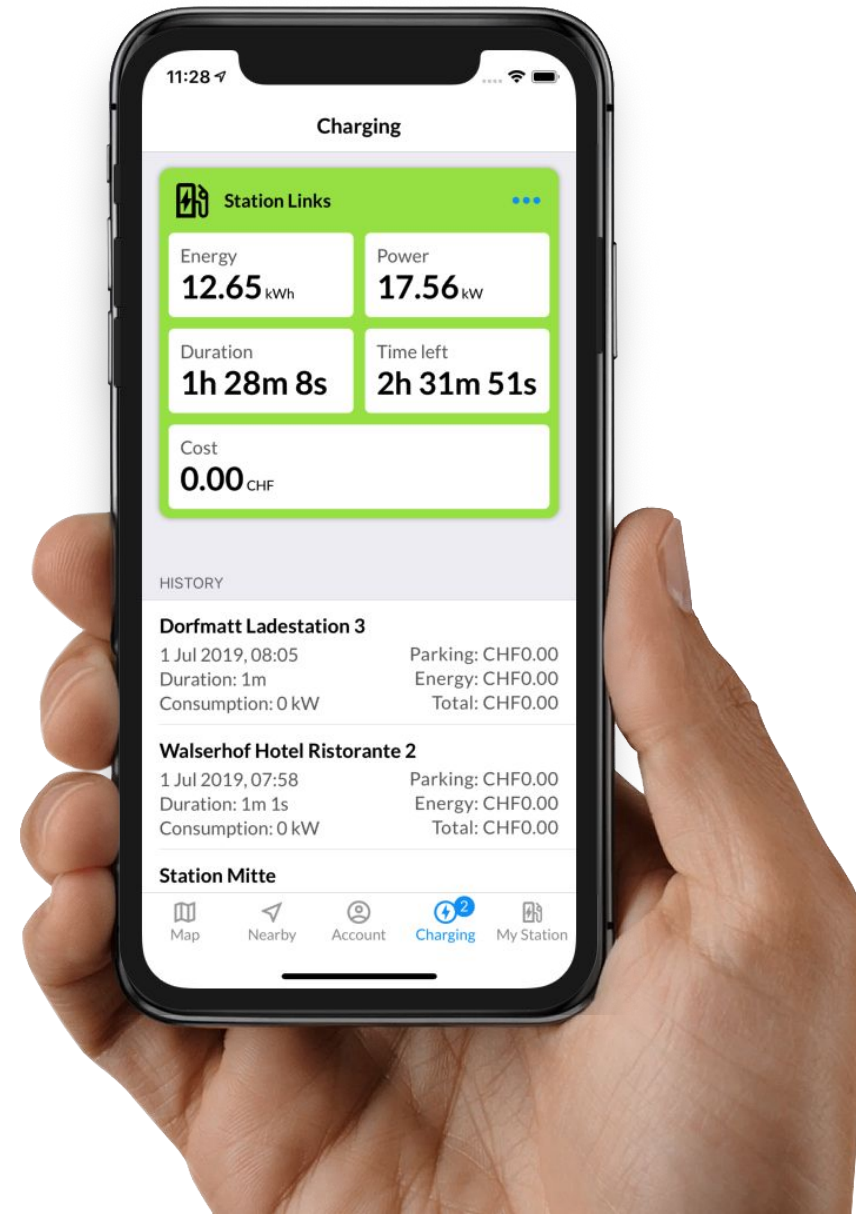 11:28
Charging
Station Links
Energy Power
12.65 kWh 17.56 kW
Duration Time left
1h 28m 8s 2h 31m 51s
Cost
0.00 CHF
HISTORY
Dorfmatt Ladestation 3
1 Jul 2019, 08:05 Parking: CHF0.00
Duration: 1m Energy: CHF0.00
Consumption: 0 kW Total: CHF0.00
Walserhof Hotel Ristorante 2
1 Jul 2019, 07:58 Parking: CHF0.00
Duration: 1m 1s Energy: CHF0.00
Consumption: 0 kW Total: CHF0.00
Station Mitte
2
Map Nearby Account Charging My Station